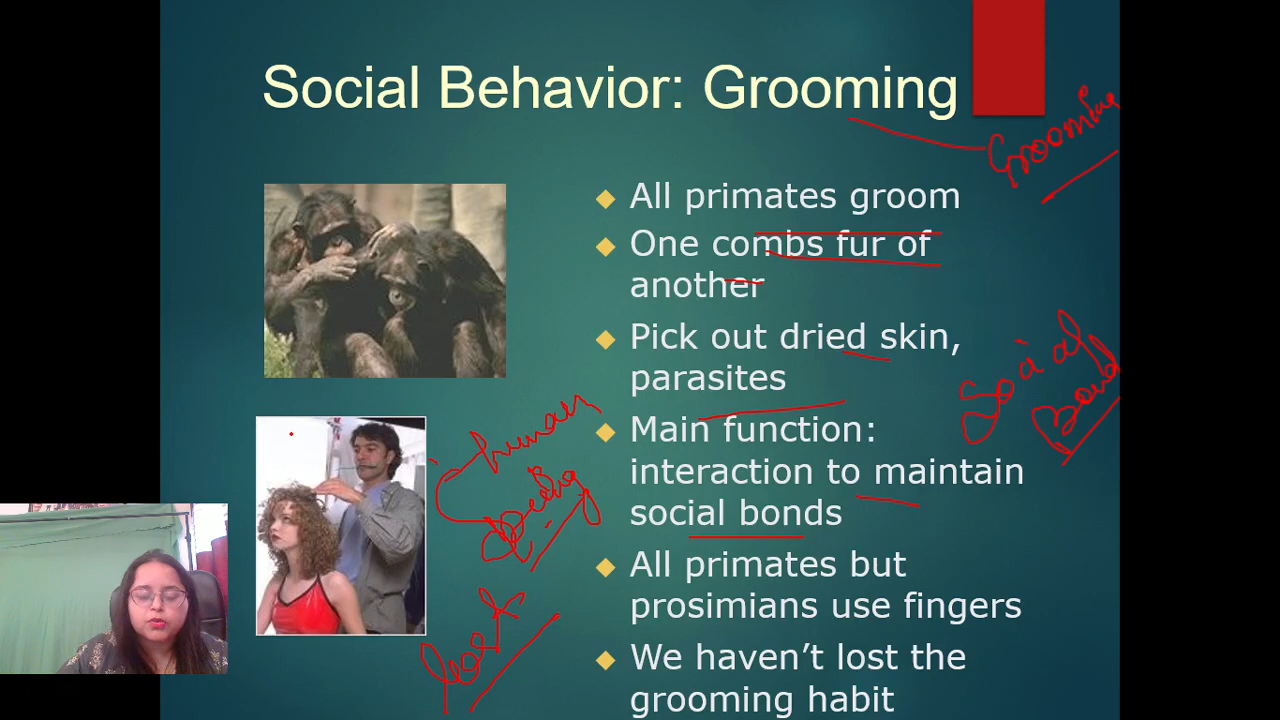 Social Behavior: Grooming
Grooming
All primates groom
One combs fur of
another
Pick out dried skin,
parasites
Social
Bond
Main function:
interaction to maintain
social bonds
human
All primates but
prosimians use fingers
We haven't lost the
grooming habit